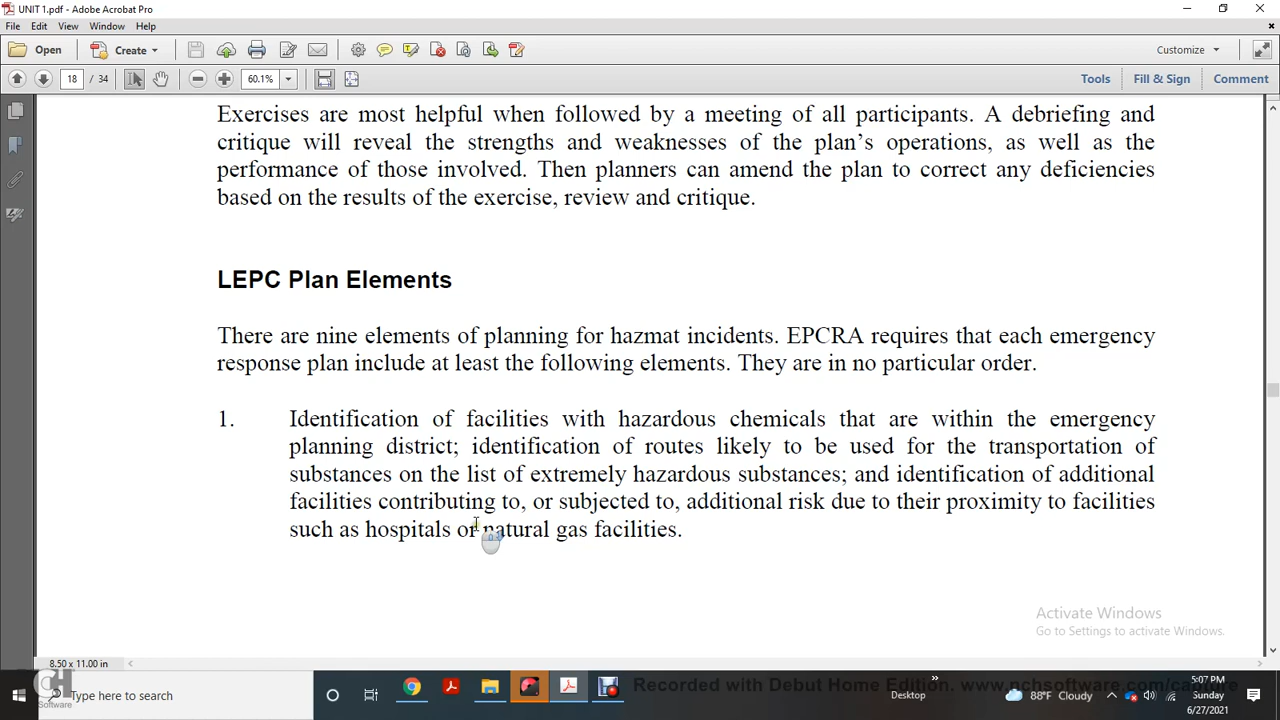 UNIT 1.pdf - Adobe Acrobat Pro
File Edit View Window Help
Open Create Customize
18 / 34 60.1% Tools Fill & Sign Comment
Exercises are most helpful when followed by a meeting of all participants. A debriefing and
critique will reveal the strengths and weaknesses of the plan’s operations, as well as the
performance of those involved. Then planners can amend the plan to correct any deficiencies
based on the results of the exercise, review and critique.
LEPC Plan Elements
There are nine elements of planning for hazmat incidents. EPCRA requires that each emergency
response plan include at least the following elements. They are in no particular order.
1. Identification of facilities with hazardous chemicals that are within the emergency
planning district; identification of routes likely to be used for the transportation of
substances on the list of extremely hazardous substances; and identification of additional
facilities contributing to, or subjected to, additional risk due to their proximity to facilities
such as hospitals or natural gas facilities.
Activate Windows
Go to Settings to activate Windows.
8.50 x 11.00 in
Recorded with Debut Home Edition. www.nchsoftware.com/capture
Software
Type here to search
Desktop
88°F Cloudy
5:07 PM
Sunday
6/27/2021